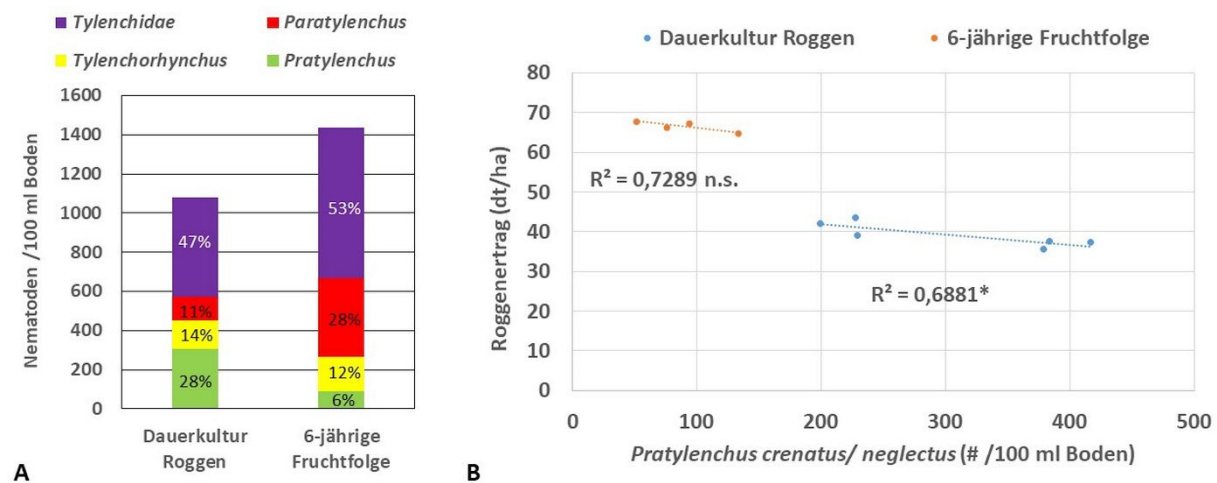 Tylenchidae
Paratylenchus
Tylenchorhynchus
Pratylenchus
Nematoden /100 ml Boden
1600
1400
1200
1000
800
600
400
200
0
47%
11%
14%
28%
53%
28%
12%
6%
Dauerkultur
Roggen
6-jährige
Fruchtfolge
A
Dauerkultur Roggen
6-jährige Fruchtfolge
Roggenertrag (dt/ha)
80
70
60
50
40
30
20
10
0
R² = 0,7289 n.s.
R² = 0,6881*
0 100 200 300 400 500
Pratylenchus crenatus/ neglectus (# /100 ml Boden)
B